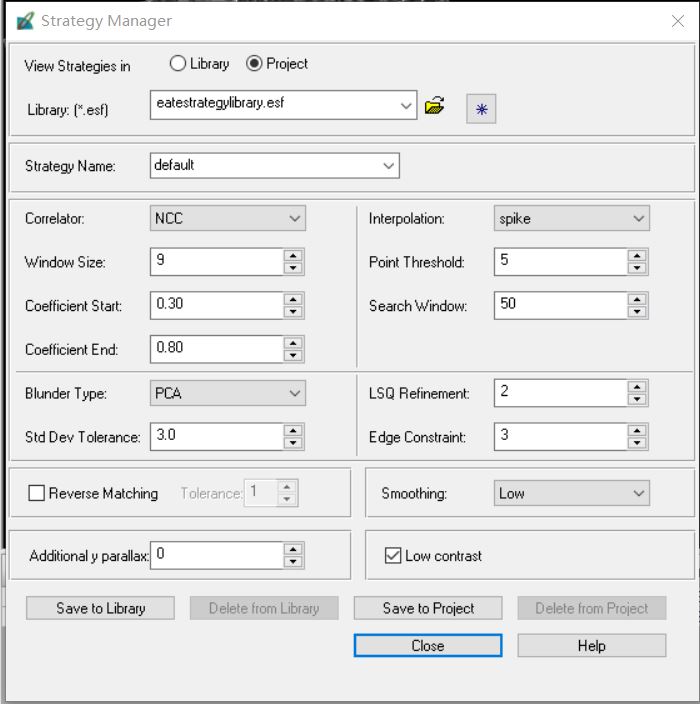 Strategy Manager
View Strategies in Library Project
Library: (*.esf) eatestrategylibrary.esf
Strategy Name: default
Correlator: NCC Interpolation: spike
Window Size: 9 Point Threshold: 5
Coefficient Start: 0.30 Search Window: 50
Coefficient End: 0.80
Blunder Type: PCA LSQ Refinement: 2
Std Dev Tolerance: 3.0 Edge Constraint: 3
Reverse Matching Tolerance: 1 Smoothing: Low
Additional y parallax: 0 Low contrast
Save to Library Delete from Library Save to Project Delete from Project
Close Help